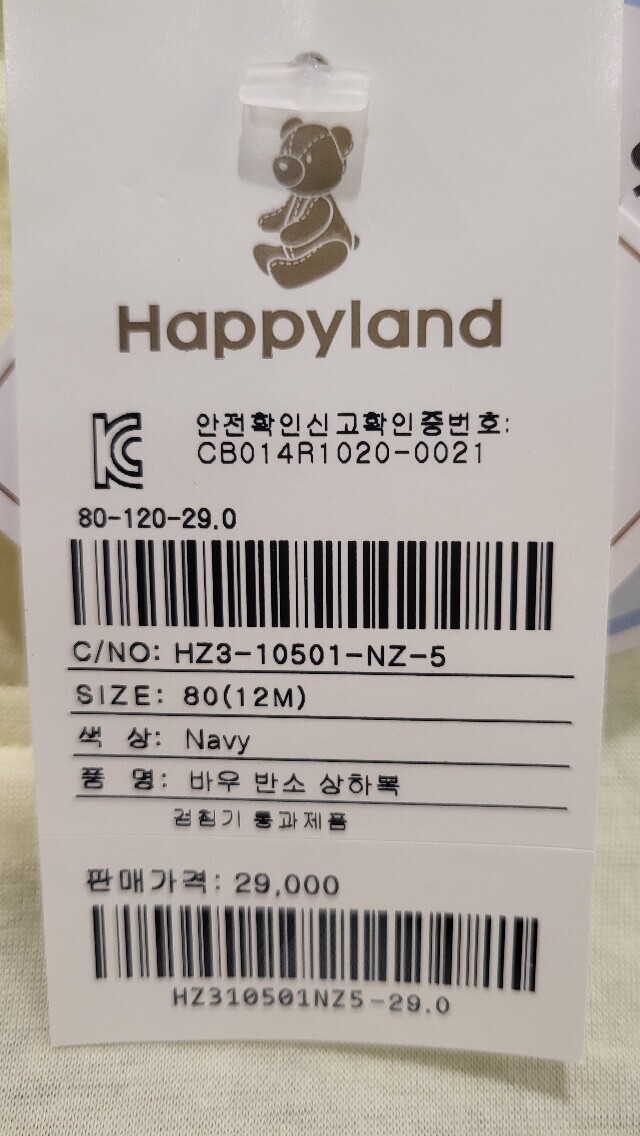 Happyland
안전확인신고확인증번호:
CB014R1020-0021
80-120-29.0
C/NO: HZ3-10501-NZ-5
SIZE: 80(12M)
색 상: Navy
품 명: 바우 반소 상하복
검침기 통과제품
판매가격: 29,000
HZ310501NZ5-29.0